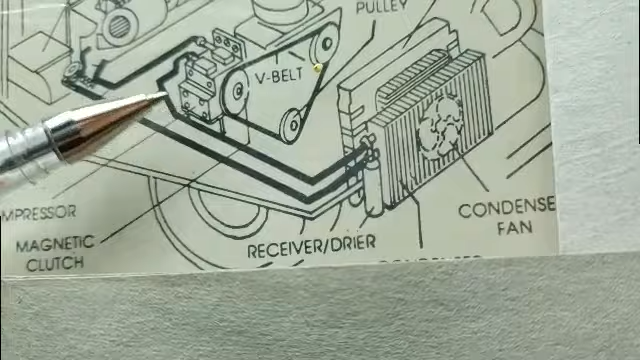 PULLEY
V-BELT
MPRESSOR
MAGNETIC
CLUTCH
RECEIVER/DRIER
CONDENSE
FAN